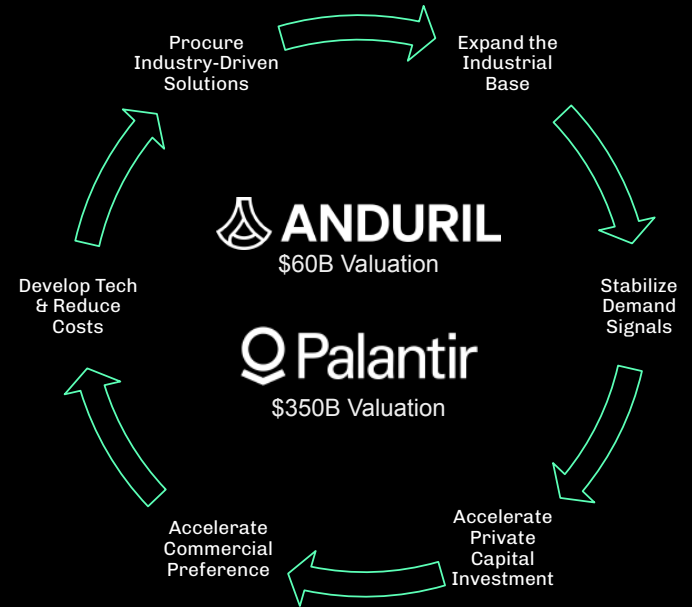 Procure
Industry-Driven
Solutions
Expand the
Industrial
Base
ANDURIL
$60B Valuation
Develop Tech
& Reduce
Costs
Stabilize
Demand
Signals
Palantir
$350B Valuation
Accelerate
Commercial
Preference
Accelerate
Private
Capital
Investment